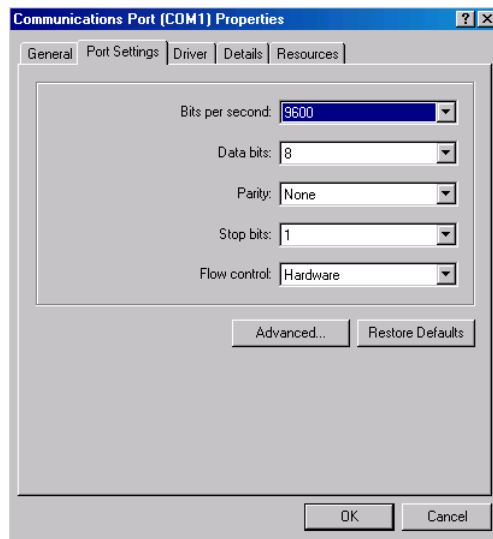 Communications Port (COM1) Properties
General Port Settings Driver Details Resources
Bits per second: 9600
Data bits: 8
Parity: None
Stop bits: 1
Flow control: Hardware
Advanced... Restore Defaults
OK Cancel